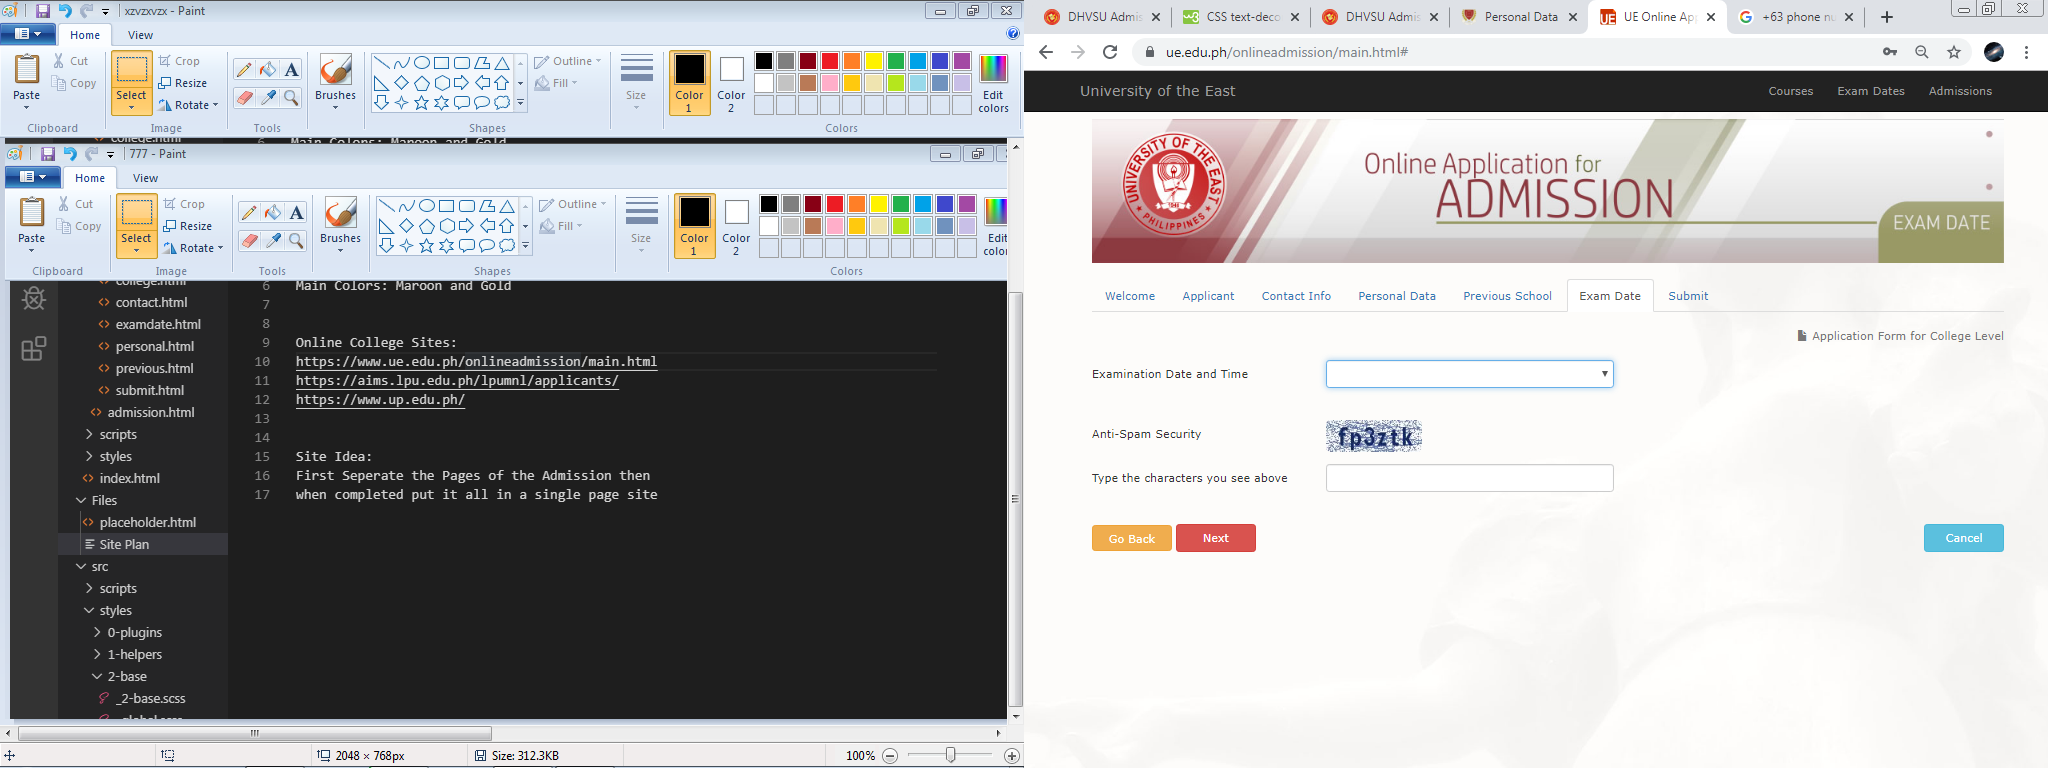 xzvzxvzx - Paint
Home
View
Paste
Cut
Copy
Clipboard
Select
Crop
Resize
Rotate
Image
A
Tools
Brushes
Shapes
Outline
Fill
Size
Color 1
Color 2
Edit colors
Colors
777 - Paint
Home
View
Paste
Cut
Copy
Clipboard
Select
Crop
Resize
Rotate
Image
A
Tools
Brushes
Shapes
Outline
Fill
Size
Color 1
Color 2
Colors
college.html
contact.html
examdate.html
personal.html
previous.html
submit.html
admission.html
scripts
styles
index.html
Files
placeholder.html
Site Plan
src
scripts
styles
0-plugins
1-helpers
2-base
_2-base.scss
6 Main Colors: Maroon and Gold
7
8
9 Online College Sites:
10 https://www.ue.edu.ph/onlineadmission/main.html
11 https://aims.lpu.edu.ph/lpumnl/applicants/
12 https://www.up.edu.ph/
13
14
15 Site Idea:
16 First Seperate the Pages of the Admission then
17 when completed put it all in a single page site
2048 × 768px
Size: 312.3KB
100%
DHVSU Admis
CSS text-deco
DHVSU Admis
Personal Data
UE Online App
+63 phone nu
ue.edu.ph/onlineadmission/main.html#
University of the East
Courses
Exam Dates
Admissions
UNIVERSITY OF THE EAST
PHILIPPINES
Online Application for
ADMISSION
EXAM DATE
Welcome
Applicant
Contact Info
Personal Data
Previous School
Exam Date
Submit
Application Form for College Level
Examination Date and Time
Anti-Spam Security
fp3ztk
Type the characters you see above
Go Back
Next
Cancel